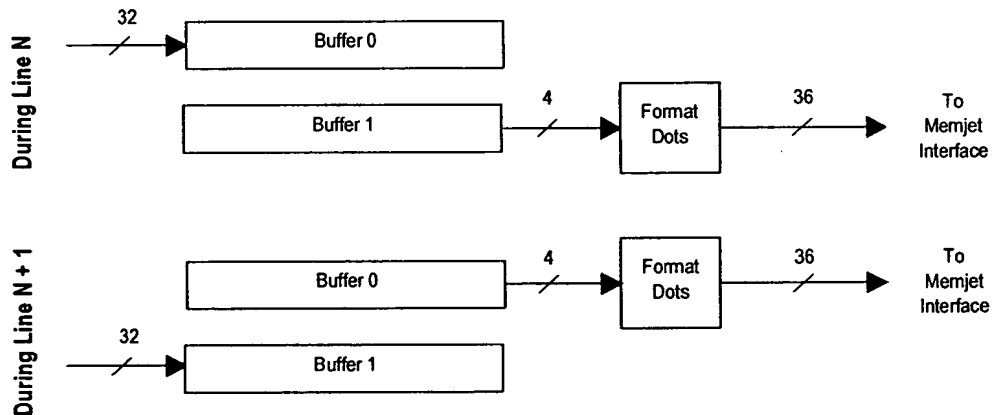 During Line N
32
Buffer 0
Buffer 1
4
Format
Dots
36
To
Memjet
Interface
During Line N + 1
Buffer 0
4
Format
Dots
36
To
Memjet
Interface
32
Buffer 1